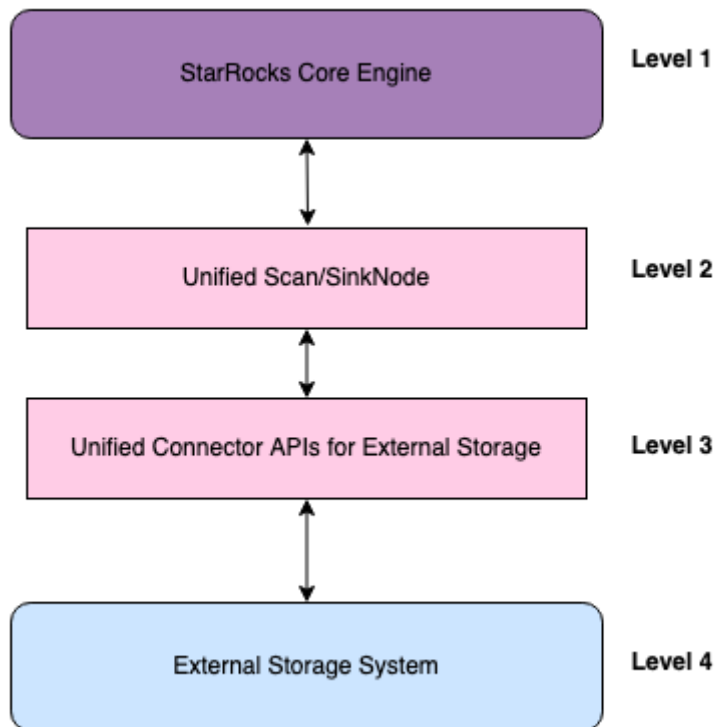 StarRocks Core Engine
Level 1
Unified Scan/SinkNode
Level 2
Unified Connector APIs for External Storage
Level 3
External Storage System
Level 4